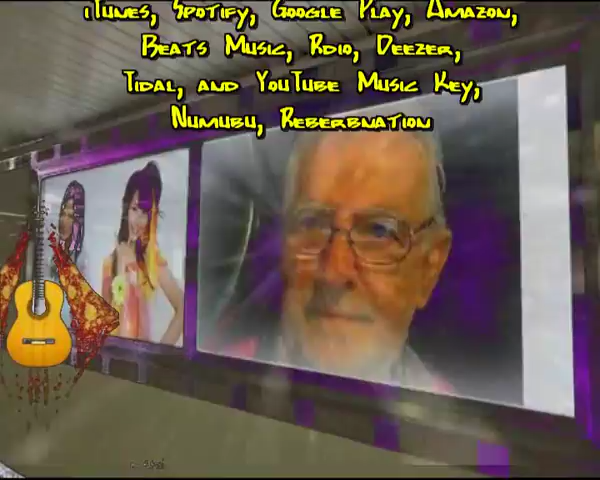 iTunes, Spotify, Google Play, Amazon,
Beats Music, Rdio, Deezer,
Tidal, and YouTube Music Key,
Numubu, Reberbnation